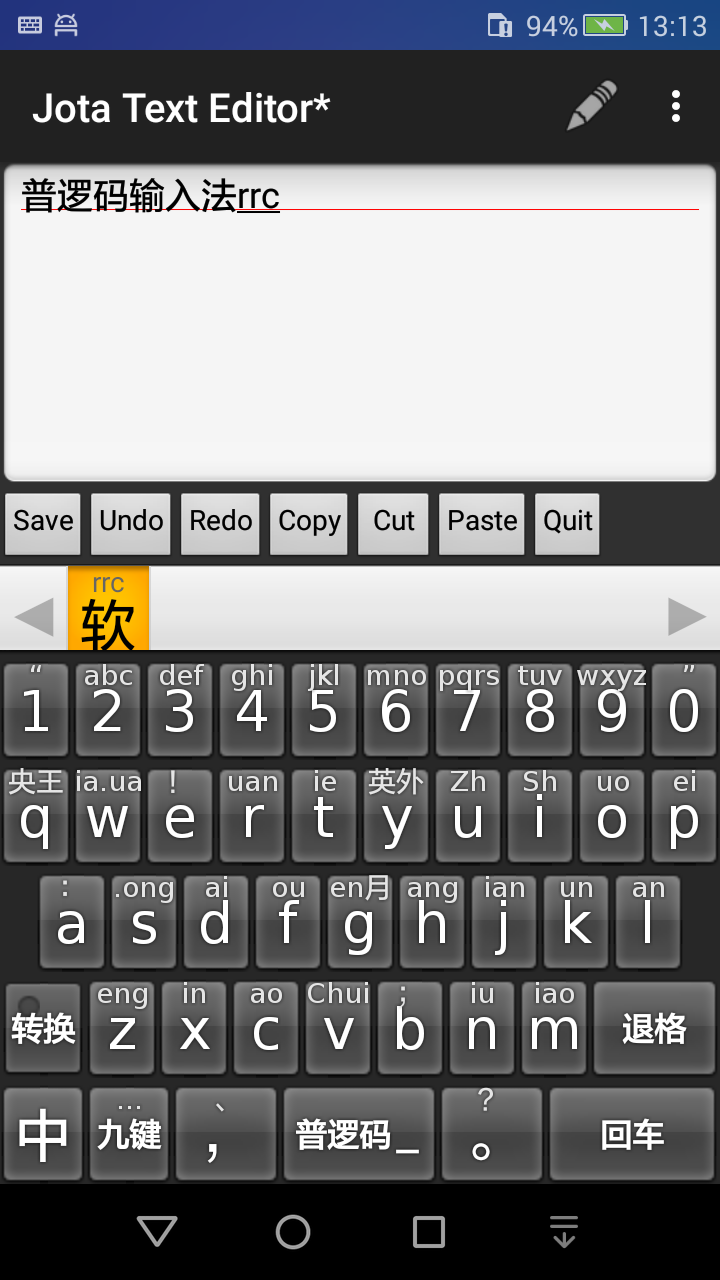 94% 13:13
Jota Text Editor*
普逻码输入法rrc
Save Undo Redo Copy Cut Paste Quit
rrc
软
“ abc def ghi jkl mno pqrs tuv wxyz ”
1 2 3 4 5 6 7 8 9 0
央王 ia.ua ！ uan ie 英外 Zh Sh uo ei
q w e r t y u i o p
： .ong ai ou en月 ang ian un an
a s d f g h j k l
eng in ao Chui ； iu iao
转换 z x c v b n m 退格
… 、 ？
中 九键 ， 普逻码_ 。 回车